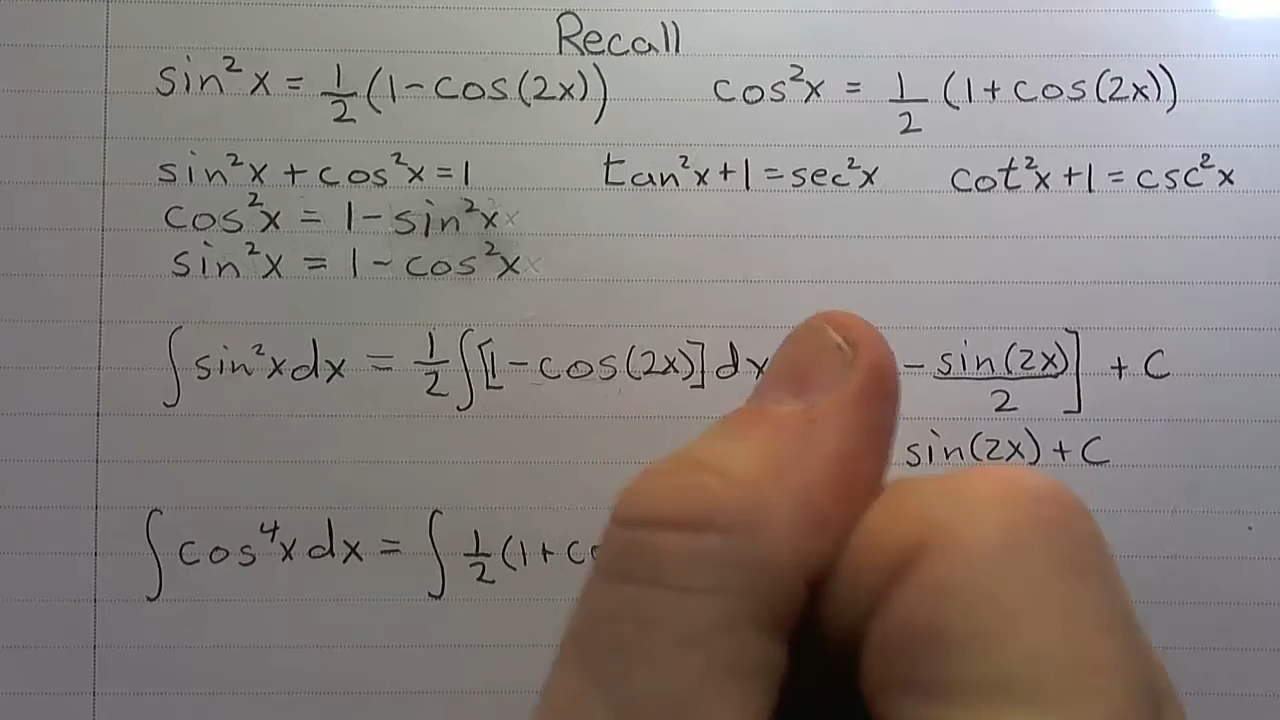 Recall
sin²x = 1/2 (1 - cos(2x)) cos²x = 1/2 (1 + cos(2x))
sin²x + cos²x = 1 tan²x + 1 = sec²x cot²x + 1 = csc²x
cos²x = 1 - sin²x
sin²x = 1 - cos²x
∫ sin²x dx = 1/2 ∫ [1 - cos(2x)] dx - sin(2x)/2 ] + C
sin(2x) + C
∫ cos⁴x dx = ∫ 1/2 (1 +